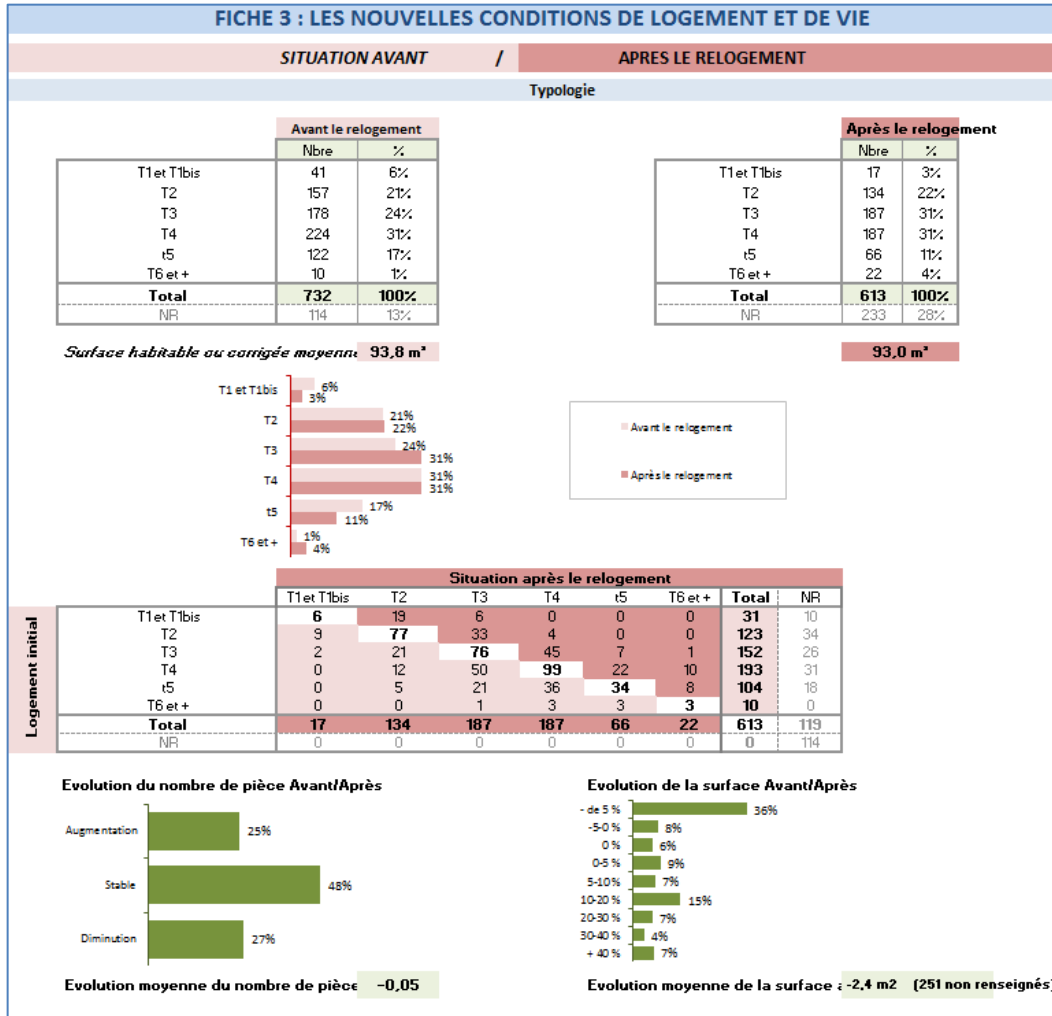 FICHE 3 : LES NOUVELLES CONDITIONS DE LOGEMENT ET DE VIE
SITUATION AVANT / APRES LE RELOGEMENT
Typologie
Avant le relogement
Nbre %
T1 et T1bis 41 6%
T2 157 21%
T3 178 24%
T4 224 31%
t5 122 17%
T6 et + 10 1%
Total 732 100%
NR 114 13%
Après le relogement
Nbre %
T1 et T1bis 17 3%
T2 134 22%
T3 187 31%
T4 187 31%
t5 66 11%
T6 et + 22 4%
Total 613 100%
NR 233 28%
Surface habitable ou corrigée moyenne 93,8 m² 93,0 m²
T1 et T1bis 6% 3%
T2 21% 22%
T3 24% 31%
T4 31% 31%
t5 17% 11%
T6 et + 1% 4%
Avant le relogement
Après le relogement
Situation après le relogement
T1 et T1bis T2 T3 T4 t5 T6 et + Total NR
Logement initial
T1 et T1bis 6 19 6 0 0 0 31 10
T2 9 77 33 4 0 0 123 34
T3 2 21 76 45 7 1 152 26
T4 0 12 50 99 22 10 193 31
t5 0 5 21 36 34 8 104 18
T6 et + 0 0 1 3 3 3 10 0
Total 17 134 187 187 66 22 613 119
NR 0 0 0 0 0 0 0 114
Evolution du nombre de pièce Avant/Après
Augmentation 25%
Stable 48%
Diminution 27%
Evolution moyenne du nombre de pièce -0,05
Evolution de la surface Avant/Après
- de 5 % 36%
-5-0 % 8%
0 % 6%
0-5 % 9%
5-10 % 7%
10-20 % 15%
20-30 % 7%
30-40 % 4%
+ 40 % 7%
Evolution moyenne de la surface -2,4 m2 (251 non renseignés)